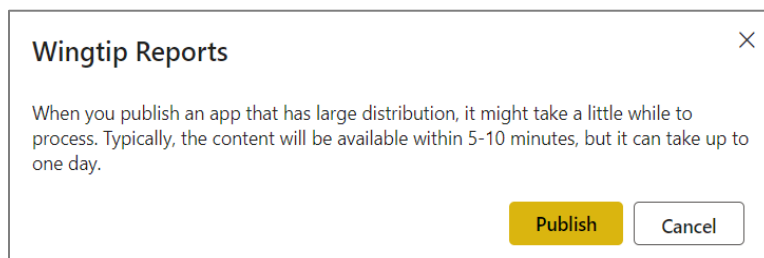 Wingtip Reports
When you publish an app that has large distribution, it might take a little while to
process. Typically, the content will be available within 5-10 minutes, but it can take up to
one day.
Publish
Cancel